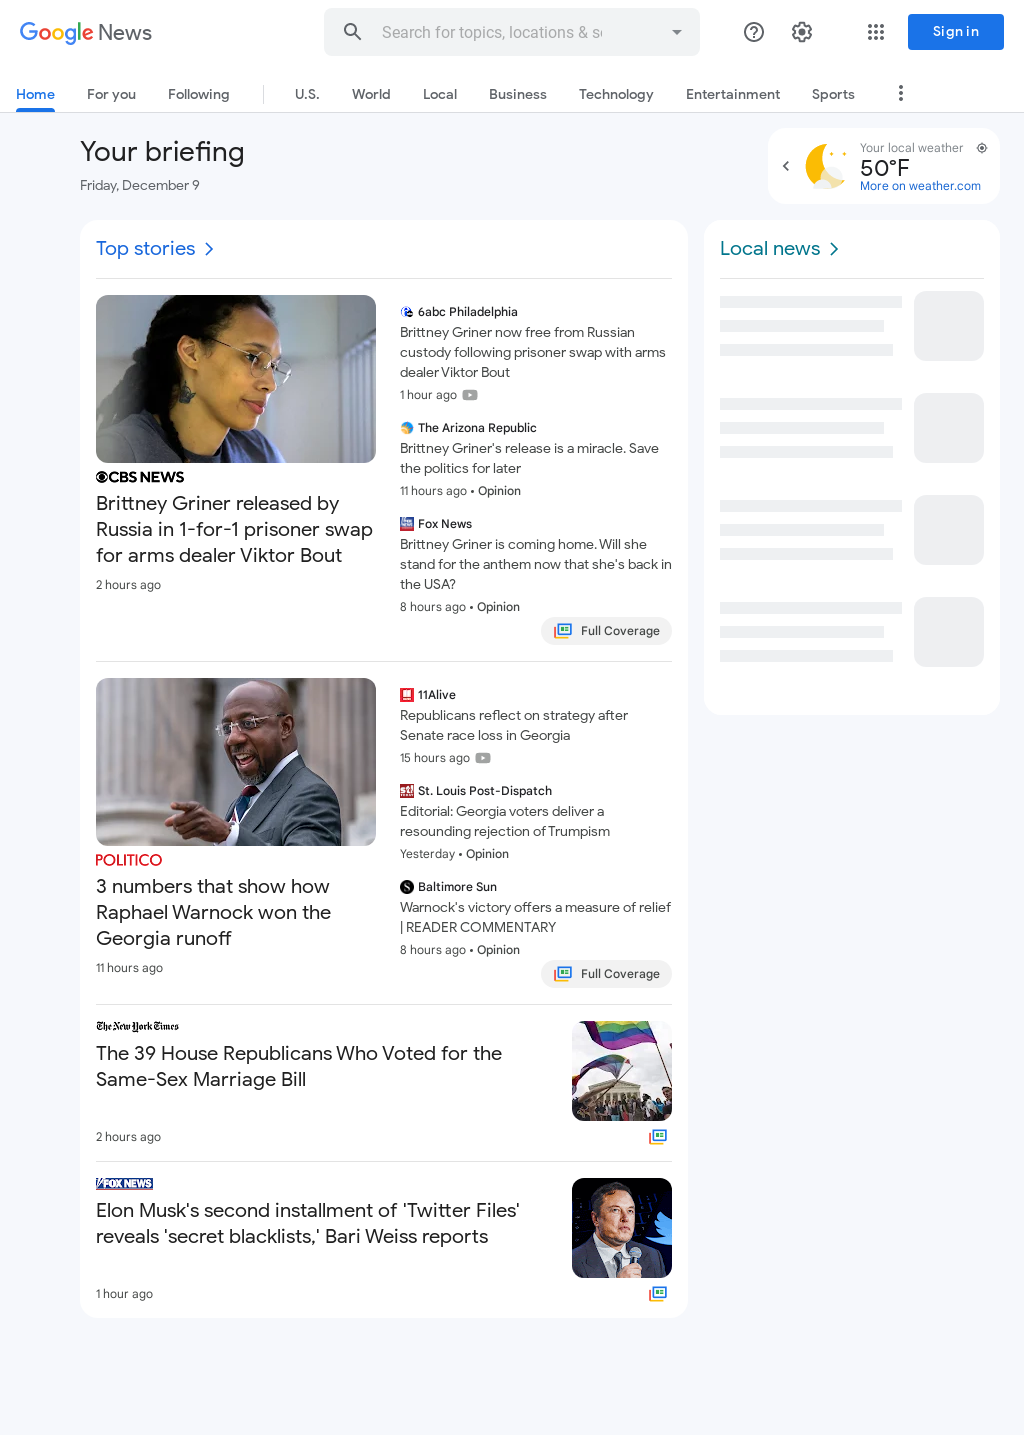 Google News
Search for topics, locations & s
Sign in
Home
For you
Following
U.S.
World
Local
Business
Technology
Entertainment
Sports
Your briefing
Friday, December 9
Your local weather
50°F
More on weather.com
Top stories
CBS NEWS
Brittney Griner released by
Russia in 1-for-1 prisoner swap
for arms dealer Viktor Bout
2 hours ago
6abc Philadelphia
Brittney Griner now free from Russian
custody following prisoner swap with arms
dealer Viktor Bout
1 hour ago
The Arizona Republic
Brittney Griner's release is a miracle. Save
the politics for later
11 hours ago • Opinion
Fox News
Brittney Griner is coming home. Will she
stand for the anthem now that she's back in
the USA?
8 hours ago • Opinion
Full Coverage
POLITICO
3 numbers that show how
Raphael Warnock won the
Georgia runoff
11 hours ago
11Alive
Republicans reflect on strategy after
Senate race loss in Georgia
15 hours ago
St. Louis Post-Dispatch
Editorial: Georgia voters deliver a
resounding rejection of Trumpism
Yesterday • Opinion
Baltimore Sun
Warnock's victory offers a measure of relief
| READER COMMENTARY
8 hours ago • Opinion
Full Coverage
The New York Times
The 39 House Republicans Who Voted for the
Same-Sex Marriage Bill
2 hours ago
FOX NEWS
Elon Musk's second installment of 'Twitter Files'
reveals 'secret blacklists,' Bari Weiss reports
1 hour ago
Local news